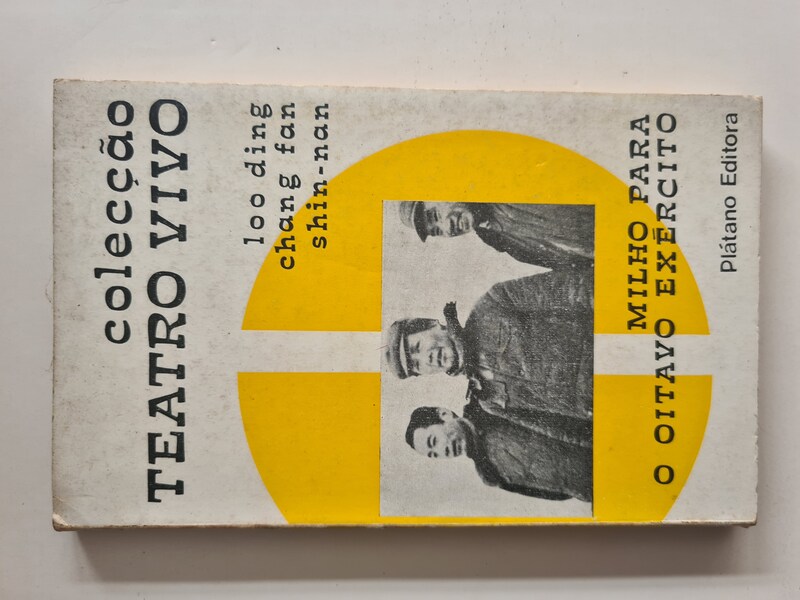 colecção
TEATRO VIVO
loo ding
chang fan
shin-nan
MILHO PARA
O OITAVO EXÉRCITO
Plátano Editora